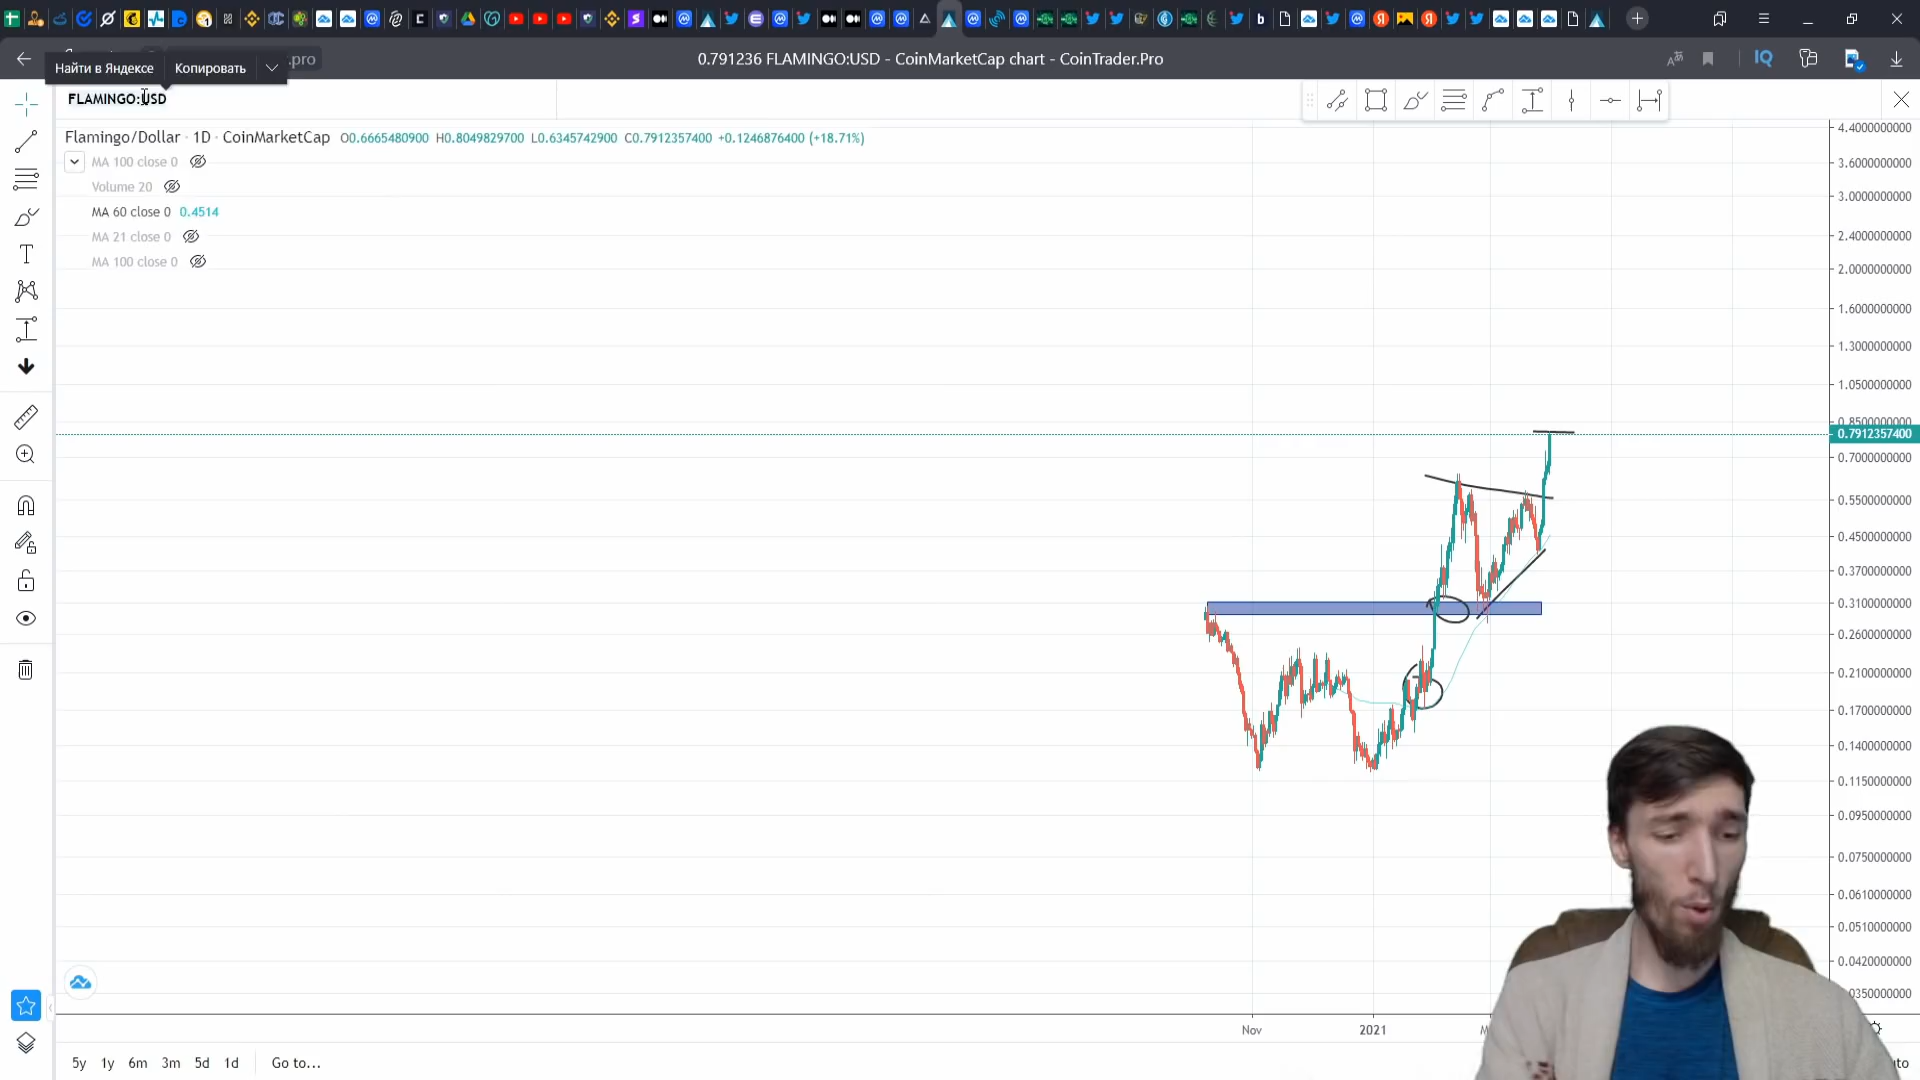 0.791236 FLAMINGO:USD - CoinMarketCap chart - CoinTrader.Pro
.pro
IQ
Найти в Яндексе Копировать
FLAMINGO:USD
Flamingo/Dollar · 1D · CoinMarketCap O0.6665480900 H0.8049829700 L0.6345742900 C0.7912357400 +0.1246876400 (+18.71%)
MA 100 close 0
Volume 20
MA 60 close 0 0.4514
MA 21 close 0
MA 100 close 0
4.4000000000
3.6000000000
3.0000000000
2.4000000000
2.0000000000
1.6000000000
1.3000000000
1.0500000000
0.7912357400
0.7000000000
0.5500000000
0.4500000000
0.3700000000
0.3100000000
0.2600000000
0.2100000000
0.1700000000
0.1400000000
0.1150000000
0.0950000000
0.0750000000
0.0610000000
0.0510000000
0.0420000000
0350000000
Nov 2021
5y 1y 6m 3m 5d 1d Go to...